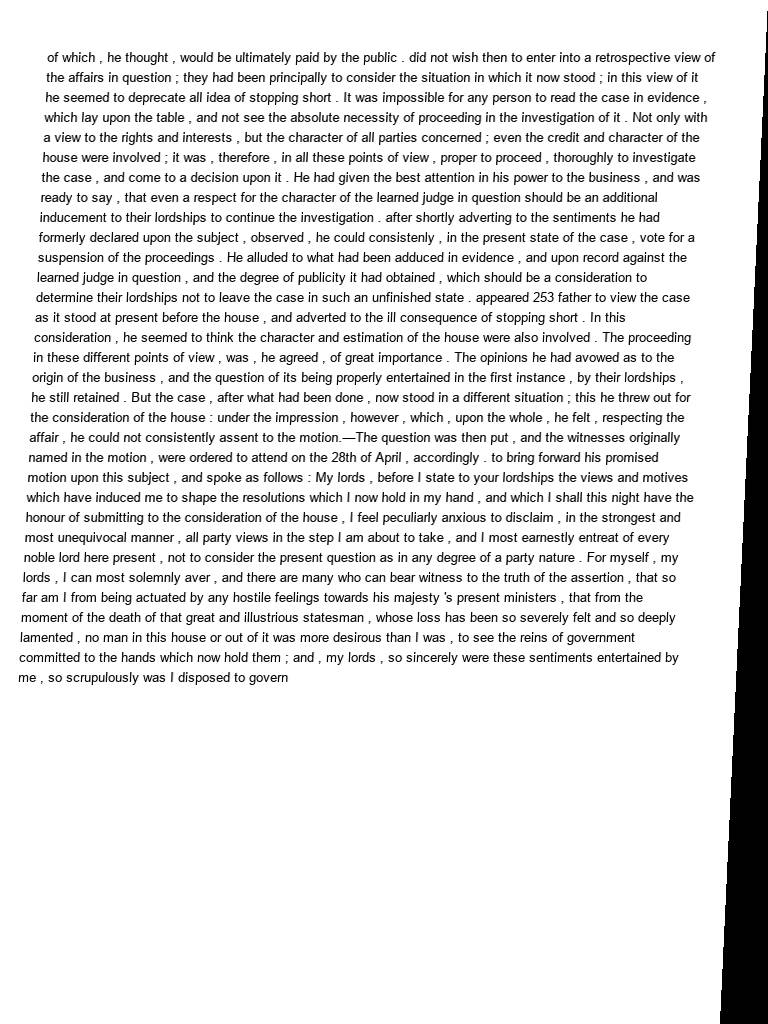 of which , he thought , would be ultimately paid by the public . did not wish then to enter into a retrospective view of
the affairs in question ; they had been principally to consider the situation in which it now stood ; in this view of it
he seemed to deprecate all idea of stopping short . It was impossible for any person to read the case in evidence ,
which lay upon the table , and not see the absolute necessity of proceeding in the investigation of it . Not only with
a view to the rights and interests , but the character of all parties concerned ; even the credit and character of the
house were involved ; it was , therefore , in all these points of view , proper to proceed , thoroughly to investigate
the case , and come to a decision upon it . He had given the best attention in his power to the business , and was
ready to say , that even a respect for the character of the learned judge in question should be an additional
inducement to their lordships to continue the investigation . after shortly adverting to the sentiments he had
formerly declared upon the subject , observed , he could consistenly , in the present state of the case , vote for a
suspension of the proceedings . He alluded to what had been adduced in evidence , and upon record against the
learned judge in question , and the degree of publicity it had obtained , which should be a consideration to
determine their lordships not to leave the case in such an unfinished state . appeared 253 father to view the case
as it stood at present before the house , and adverted to the ill consequence of stopping short . In this
consideration , he seemed to think the character and estimation of the house were also involved . The proceeding
in these different points of view , was , he agreed , of great importance . The opinions he had avowed as to the
origin of the business , and the question of its being properly entertained in the first instance , by their lordships ,
he still retained . But the case , after what had been done , now stood in a different situation ; this he threw out for
the consideration of the house : under the impression , however , which , upon the whole , he felt , respecting the
affair , he could not consistently assent to the motion.—The question was then put , and the witnesses originally
named in the motion , were ordered to attend on the 28th of April , accordingly . to bring forward his promised
motion upon this subject , and spoke as follows : My lords , before I state to your lordships the views and motives
which have induced me to shape the resolutions which I now hold in my hand , and which I shall this night have the
honour of submitting to the consideration of the house , I feel peculiarly anxious to disclaim , in the strongest and
most unequivocal manner , all party views in the step I am about to take , and I most earnestly entreat of every
noble lord here present , not to consider the present question as in any degree of a party nature . For myself , my
lords , I can most solemnly aver , and there are many who can bear witness to the truth of the assertion , that so
far am I from being actuated by any hostile feelings towards his majesty 's present ministers , that from the
moment of the death of that great and illustrious statesman , whose loss has been so severely felt and so deeply
lamented , no man in this house or out of it was more desirous than I was , to see the reins of government
committed to the hands which now hold them ; and , my lords , so sincerely were these sentiments entertained by
me , so scrupulously was I disposed to govern